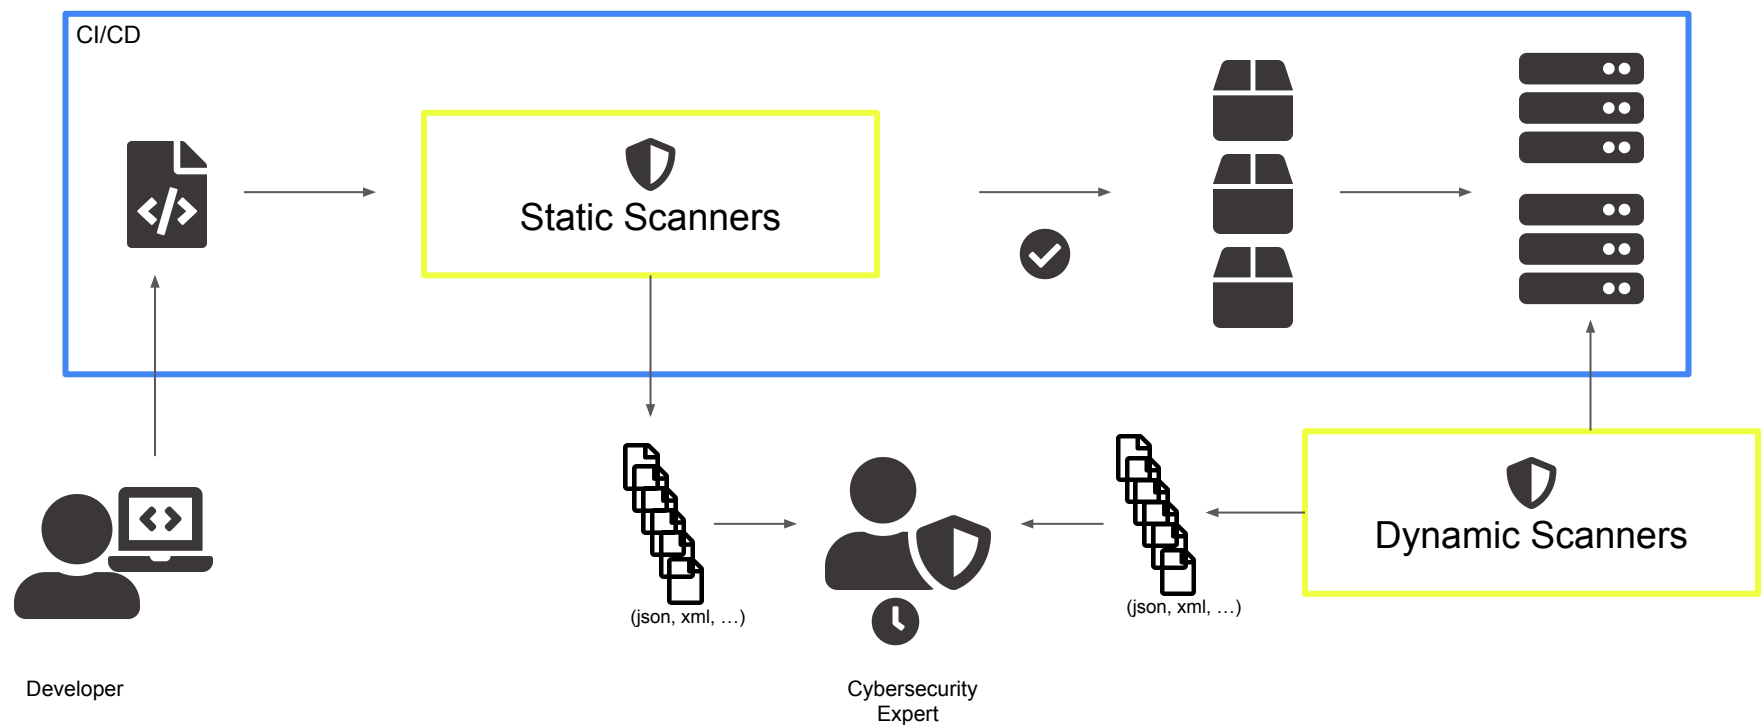 CI/CD
Static Scanners
Dynamic Scanners
(json, xml, …)
(json, xml, …)
Developer
Cybersecurity
Expert